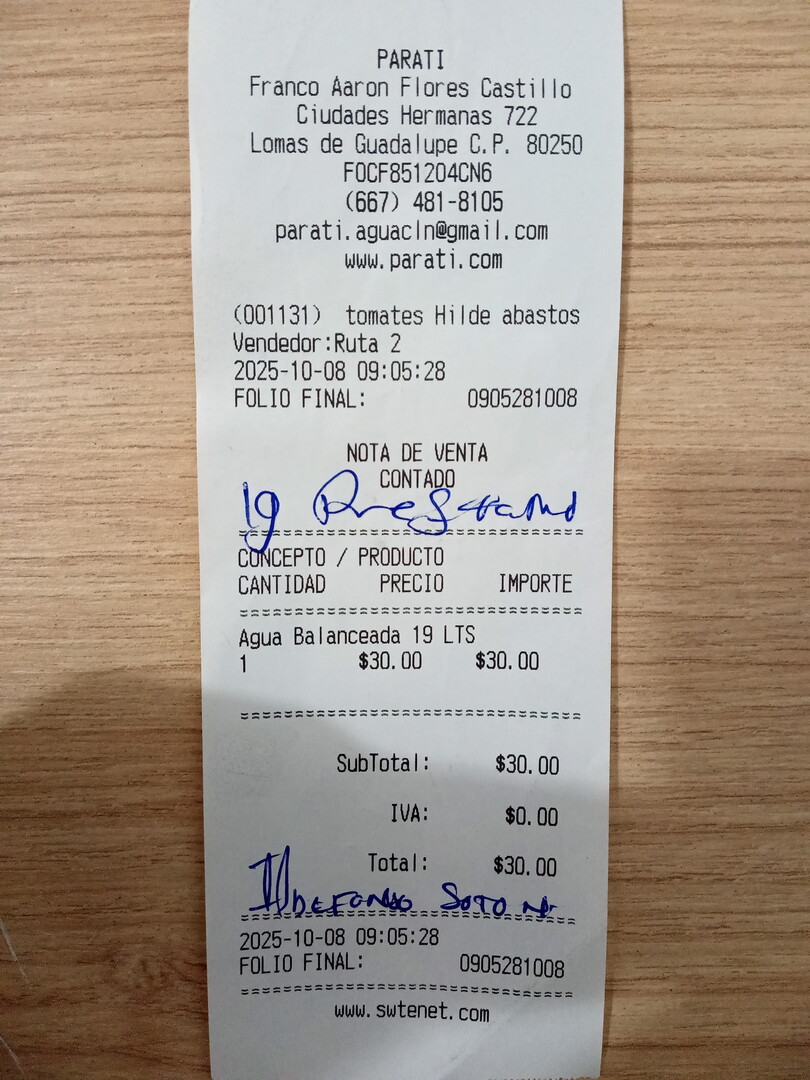 PARATI
Franco Aaron Flores Castillo
Ciudades Hermanas 722
Lomas de Guadalupe C.P. 80250
FOCF851204CN6
(667) 481-8105
parati.aguacln@gmail.com
www.parati.com
(001131) tomates Hilde abastos
Vendedor:Ruta 2
2025-10-08 09:05:28
FOLIO FINAL: 0905281008
NOTA DE VENTA
CONTADO
CONCEPTO / PRODUCTO
CANTIDAD PRECIO IMPORTE
Agua Balanceada 19 LTS
1 $30.00 $30.00
SubTotal: $30.00
IVA: $0.00
Total: $30.00
ILDEFONSO SOTO
2025-10-08 09:05:28
FOLIO FINAL: 0905281008
www.swtenet.com